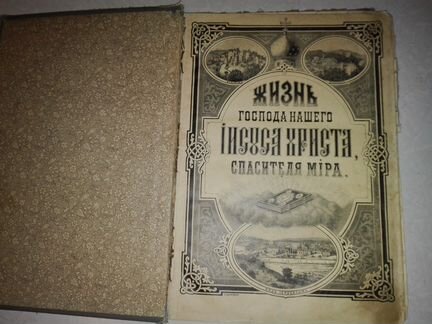 ЖИЗНЬ
ГОСПОДА НАШЕГО
ІИСУСА ХРИСТА,
СПАСИТЕЛЯ МІРА.